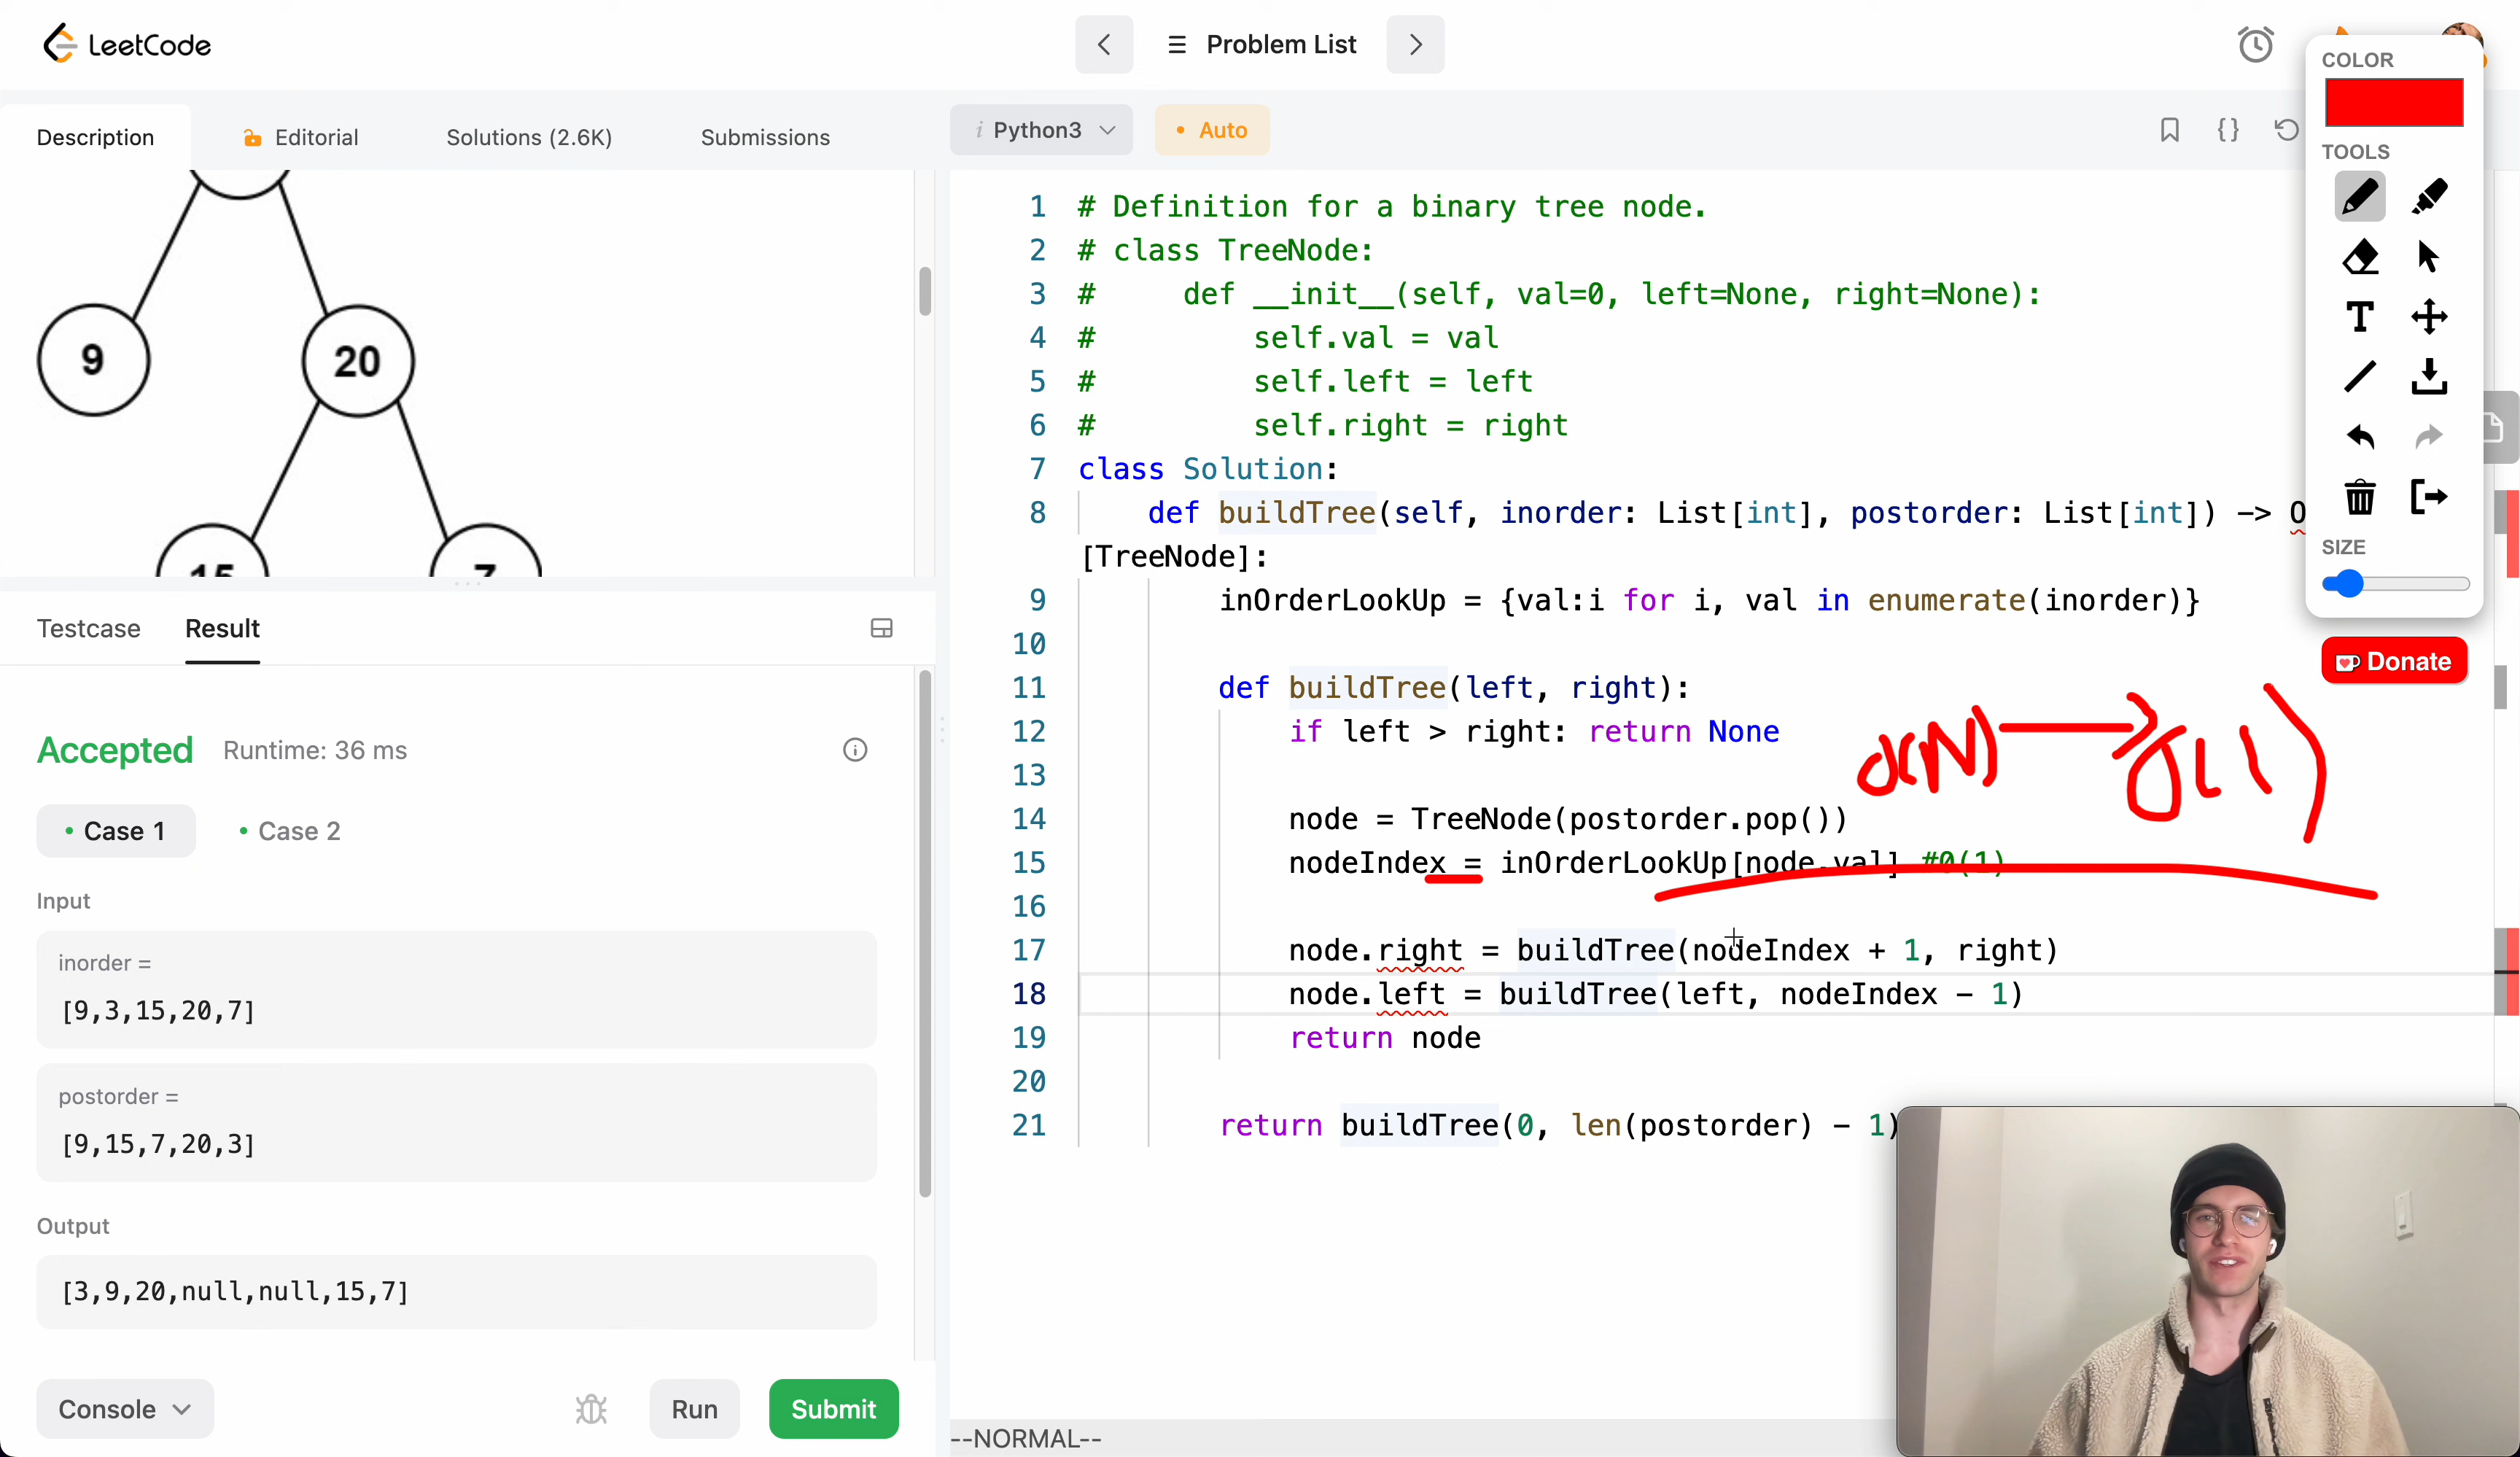 LeetCode
Problem List
Description
Editorial
Solutions (2.6K)
Submissions
9
20
15
7
Testcase
Result
Accepted
Runtime: 36 ms
Case 1
Case 2
Input
inorder =
[9,3,15,20,7]
postorder =
[9,15,7,20,3]
Output
[3,9,20,null,null,15,7]
Console
Run
Submit
i Python3
Auto
{}
1 # Definition for a binary tree node.
2 # class TreeNode:
3 #     def __init__(self, val=0, left=None, right=None):
4 #         self.val = val
5 #         self.left = left
6 #         self.right = right
7 class Solution:
8     def buildTree(self, inorder: List[int], postorder: List[int]) -> O
[TreeNode]:
9         inOrderLookUp = {val:i for i, val in enumerate(inorder)}
10
11         def buildTree(left, right):
12             if left > right: return None
13
14             node = TreeNode(postorder.pop())
15             nodeIndex = inOrderLookUp[node.val] #O(1)
16
17             node.right = buildTree(nodeIndex + 1, right)
18             node.left = buildTree(left, nodeIndex - 1)
19             return node
20
21         return buildTree(0, len(postorder) - 1)
--NORMAL--
COLOR
TOOLS
T
SIZE
Donate
O(N) → O(1)